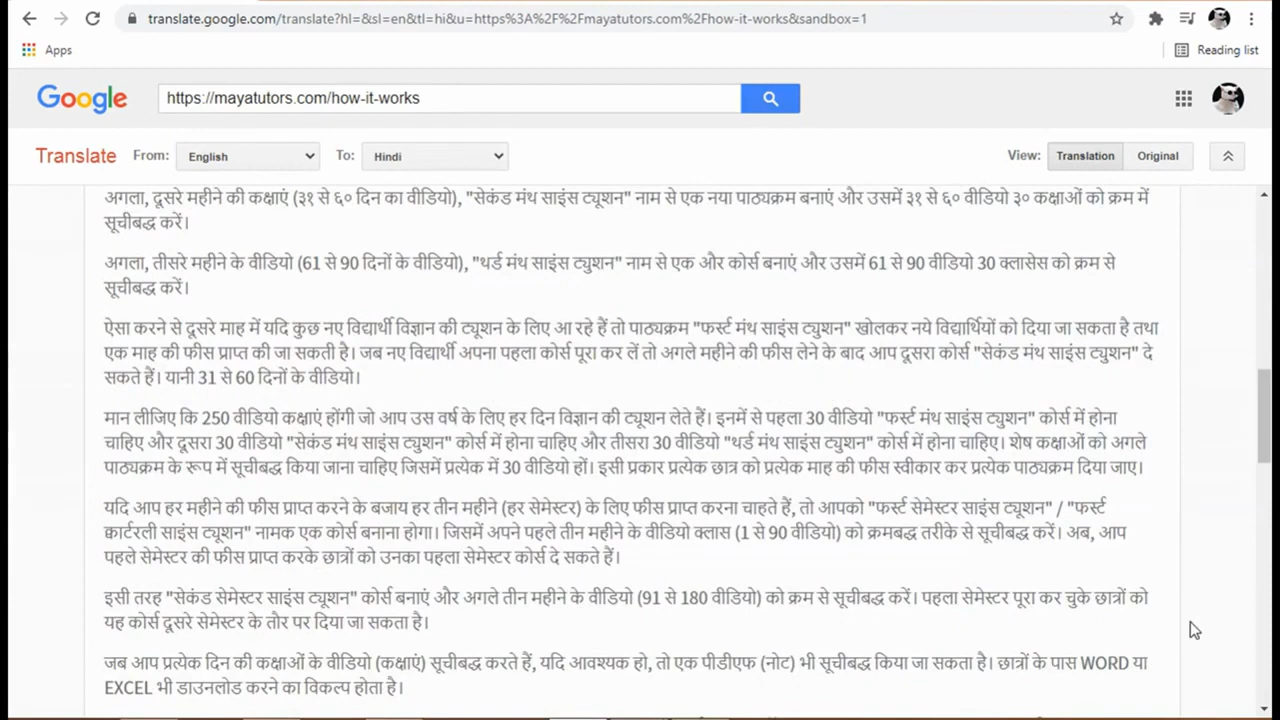 translate.google.com/translate?hl=&sl=en&tl=hi&u=https%3A%2F%2Fmayatutors.com%2Fhow-it-works&sandbox=1
Apps
Reading list
Google
https://mayatutors.com/how-it-works
Translate From: English To: Hindi View: Translation Original
अगला, दूसरे महीने की कक्षाएं (३१ से ६० दिन का वीडियो), "सेकंड मंथ साइंस ट्यूशन" नाम से एक नया पाठ्यक्रम बनाएं और उसमें ३१ से ६० वीडियो ३० कक्षाओं को क्रम में
सूचीबद्ध करें।
अगला, तीसरे महीने के वीडियो (61 से 90 दिनों के वीडियो), "थर्ड मंथ साइंस ट्युशन" नाम से एक और कोर्स बनाएं और उसमें 61 से 90 वीडियो 30 क्लासेस को क्रम से
सूचीबद्ध करें।
ऐसा करने से दूसरे माह में यदि कुछ नए विद्यार्थी विज्ञान की ट्यूशन के लिए आ रहे हैं तो पाठ्यक्रम "फर्स्ट मंथ साइंस ट्युशन" खोलकर नये विद्यार्थियों को दिया जा सकता है तथा
एक माह की फीस प्राप्त की जा सकती है। जब नए विद्यार्थी अपना पहला कोर्स पूरा कर लें तो अगले महीने की फीस लेने के बाद आप दूसरा कोर्स "सेकंड मंथ साइंस ट्युशन" दे
सकते हैं। यानी 31 से 60 दिनों के वीडियो।
मान लीजिए कि 250 वीडियो कक्षाएं होंगी जो आप उस वर्ष के लिए हर दिन विज्ञान की ट्यूशन लेते हैं। इनमें से पहला 30 वीडियो "फर्स्ट मंथ साइंस ट्युशन" कोर्स में होना
चाहिए और दूसरा 30 वीडियो "सेकंड मंथ साइंस ट्युशन" कोर्स में होना चाहिए और तीसरा 30 वीडियो "थर्ड मंथ साइंस ट्युशन" कोर्स में होना चाहिए। शेष कक्षाओं को अगले
पाठ्यक्रम के रूप में सूचीबद्ध किया जाना चाहिए जिसमें प्रत्येक में 30 वीडियो हों। इसी प्रकार प्रत्येक छात्र को प्रत्येक माह की फीस स्वीकार कर प्रत्येक पाठ्यक्रम दिया जाए।
यदि आप हर महीने की फीस प्राप्त करने के बजाय हर तीन महीने (हर सेमेस्टर) के लिए फीस प्राप्त करना चाहते हैं, तो आपको "फर्स्ट सेमेस्टर साइंस ट्यूशन" / "फर्स्ट
क्वार्टरली साइंस ट्यूशन" नामक एक कोर्स बनाना होगा। जिसमें अपने पहले तीन महीने के वीडियो क्लास (1 से 90 वीडियो) को क्रमबद्ध तरीके से सूचीबद्ध करें। अब, आप
पहले सेमेस्टर की फीस प्राप्त करके छात्रों को उनका पहला सेमेस्टर कोर्स दे सकते हैं।
इसी तरह "सेकंड सेमेस्टर साइंस ट्यूशन" कोर्स बनाएं और अगले तीन महीने के वीडियो (91 से 180 वीडियो) को क्रम से सूचीबद्ध करें। पहला सेमेस्टर पूरा कर चुके छात्रों को
यह कोर्स दूसरे सेमेस्टर के तौर पर दिया जा सकता है।
जब आप प्रत्येक दिन की कक्षाओं के वीडियो (कक्षाएं) सूचीबद्ध करते हैं, यदि आवश्यक हो, तो एक पीडीएफ (नोट) भी सूचीबद्ध किया जा सकता है। छात्रों के पास WORD या
EXCEL भी डाउनलोड करने का विकल्प होता है।